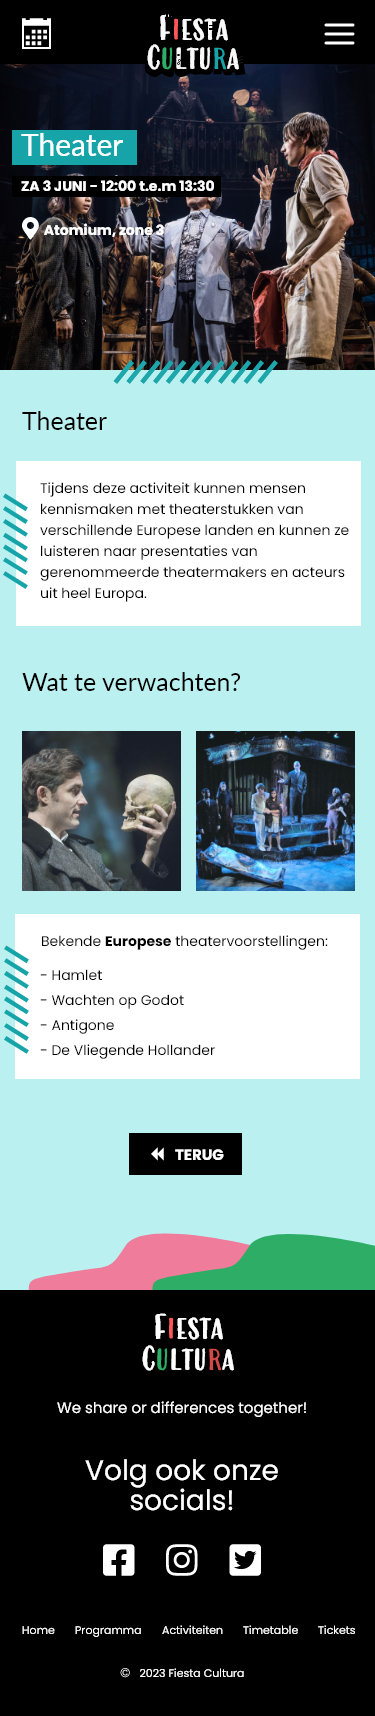 FIESTA
CULTURA
Theater
ZA 3 JUNI - 12:00 t.e.m 13:30
Atomium, zone 3
Theater
Tijdens deze activiteit kunnen mensen
kennismaken met theaterstukken van
verschillende Europese landen en kunnen ze
luisteren naar presentaties van
gerenommeerde theatermakers en acteurs
uit heel Europa.
Wat te verwachten?
Bekende Europese theatervoorstellingen:
- Hamlet
- Wachten op Godot
- Antigone
- De Vliegende Hollander
TERUG
FIESTA
CULTURA
We share or differences together!
Volg ook onze
socials!
Home Programma Activiteiten Timetable Tickets
© 2023 Fiesta Cultura